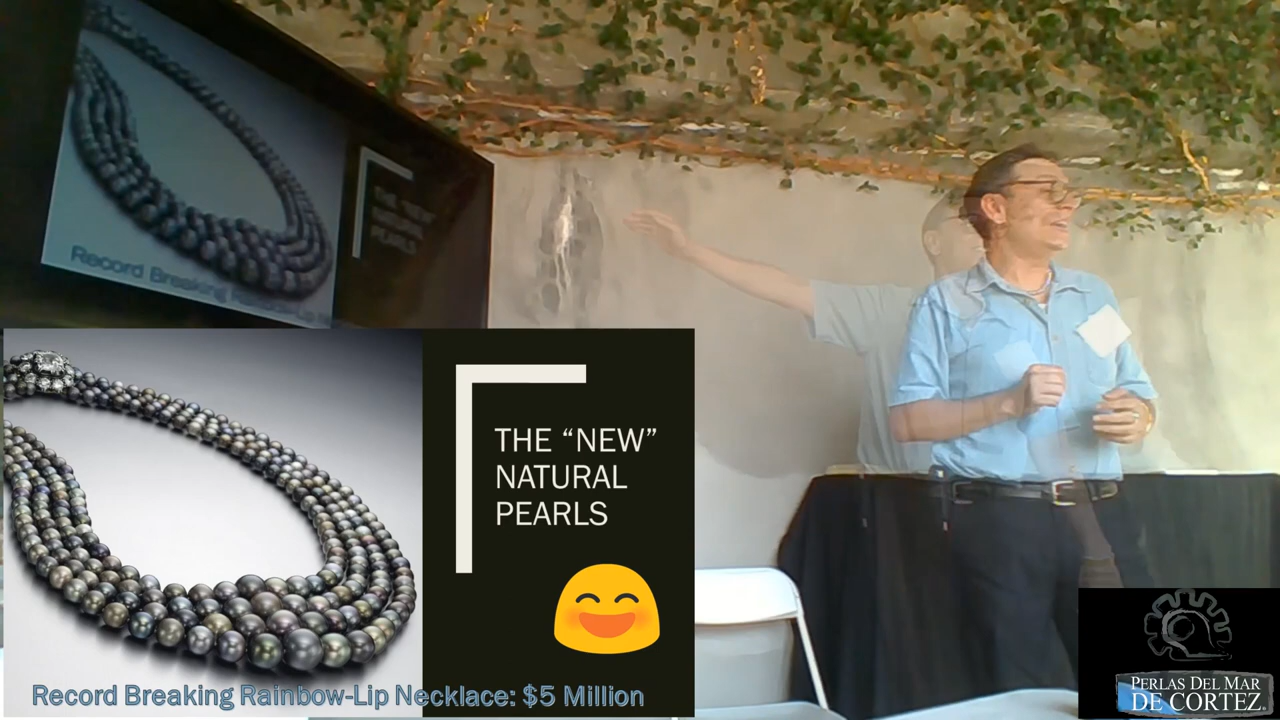 THE "NEW"
NATURAL
PEARLS
Record Breaking
THE "NEW"
NATURAL
PEARLS
Record Breaking Rainbow-Lip Necklace: $5 Million
PERLAS DEL MAR
DE CORTEZ®